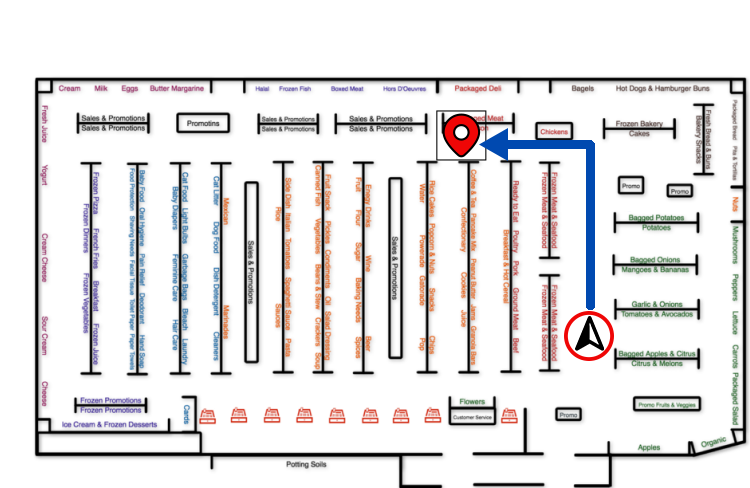 Cream Milk Eggs Butter Margarine
Halal Frozen Fish Boxed Meat Hors D'Oeuvres
Packaged Deli
Bagels Hot Dogs & Hamburger Buns
Fresh Juice
Yogurt
Cream Cheese
Sour Cream
Cheese
Sales & Promotions
Sales & Promotions
Promotins
Sales & Promotions
Sales & Promotions
Sales & Promotions
Sales & Promotions
Meat
Chickens
Frozen Bakery
Cakes
Fresh Bread & Buns
Bakery Snacks
Packaged Bread Pita & Tortillas
Nuts
Mushrooms Peppers Lettuce Carrots Packaged Salad
Promo
Promo
Frozen Pizza French Fries Breakfast Frozen Juice
Frozen Dinners Frozen Vegetables
Baby Food Oral Hygiene Pain Relief Deodorant Hand Soap
Food Protection Shaving Needs Facial Tissue Toilet Paper Paper Towels
Cat Food Light Bulbs Garbage Bags Bleach Laundry
Baby Diapers Feminine Care Hair Care
Mexican Marinades
Cat Litter Dog Food Dish Detergent Cleaners
Sales & Promotions
Side Dish Italian Tomatoes Spaghetti Sauce Pasta
Rice Sauces
Fruit Snack Pickles Condiments Oil Salad Dressing
Canned Fish Vegetables Beans & Stew Crackers Soup
Energy Drinks Wine Beer
Fruit Flour Sugar Baking Needs Spices
Sales & Promotions
Rice Cakes Popcorn & Nuts Snacks Chips
Water Powerade Gatorade Pop
Coffee & Tea Pancake Mix Peanut Butter Jams Granola Bars
Confectionary Cookies Juice
Ready to Eat Poultry Pork Ground Meat Beef
Breakfast & Hot Cereal
Frozen Meat & Seafood
Frozen Meat & Seafood
Frozen Meat & Seafood
Frozen Meat & Seafood
Bagged Potatoes
Potatoes
Bagged Onions
Mangoes & Bananas
Garlic & Onions
Tomatoes & Avocados
Bagged Apples & Citrus
Citrus & Melons
Promo Fruits & Veggies
Frozen Promotions
Frozen Promotions
Ice Cream & Frozen Desserts
Cards
Flowers
Customer Service
Promo
Apples
Organic
Potting Soils